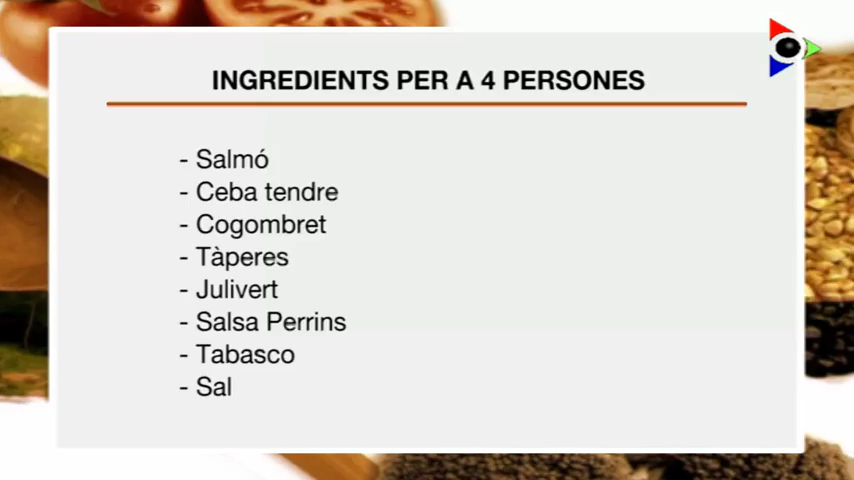 INGREDIENTS PER A 4 PERSONES
- Salmó
- Ceba tendre
- Cogombret
- Tàperes
- Julivert
- Salsa Perrins
- Tabasco
- Sal